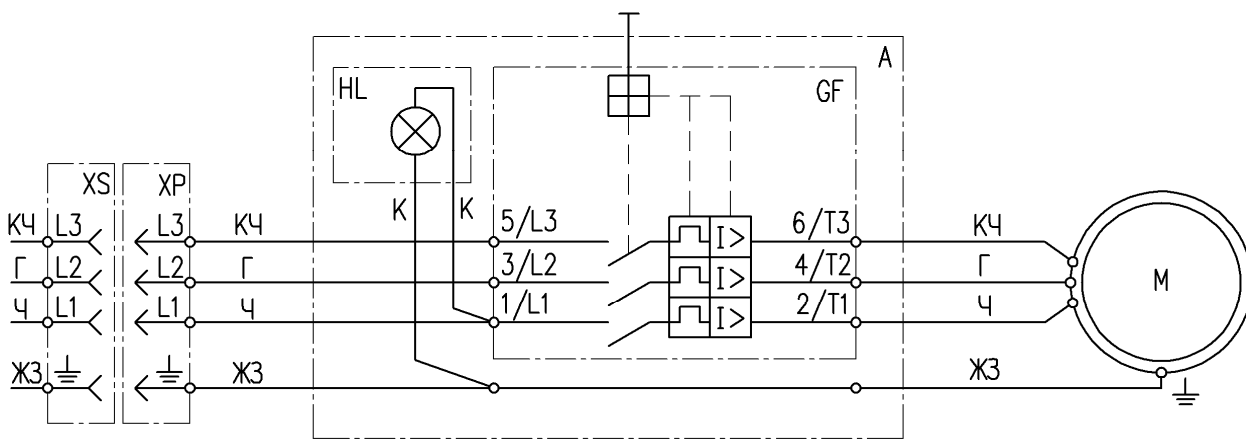 A
HL
GF
XS
XP
К
К
КЧ
L3
L3
КЧ
5/L3
I>
6/T3
КЧ
Г
L2
L2
Г
3/L2
I>
4/T2
Г
M
Ч
L1
L1
Ч
1/L1
I>
2/T1
Ч
ЖЗ
ЖЗ
ЖЗ